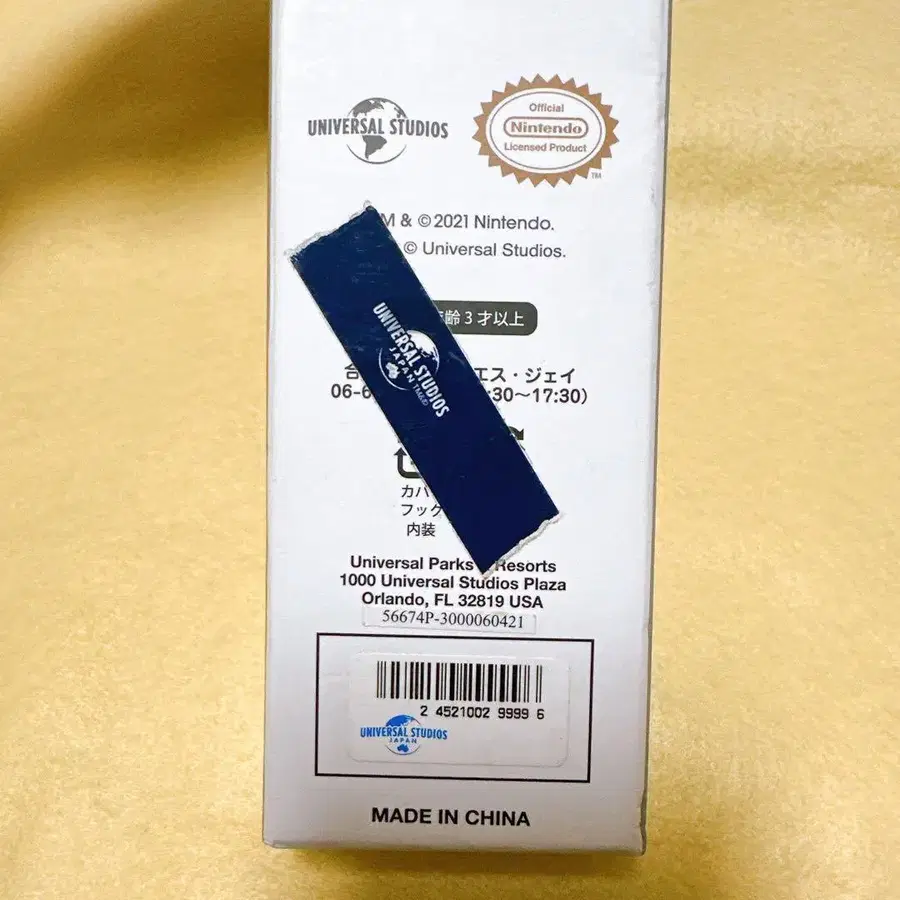 UNIVERSAL STUDIOS
Official
Nintendo
Licensed Product
TM
M & ©2021 Nintendo.
© Universal Studios.
齢3才以上
UNIVERSAL STUDIOS
JAPAN TM&®
合 エス・ジェイ
06-6 :30〜17:30)
カバ
フック
内装
Universal Parks Resorts
1000 Universal Studios Plaza
Orlando, FL 32819 USA
56674P-3000060421
2 4521002 9999 6
UNIVERSAL STUDIOS
JAPAN
MADE IN CHINA